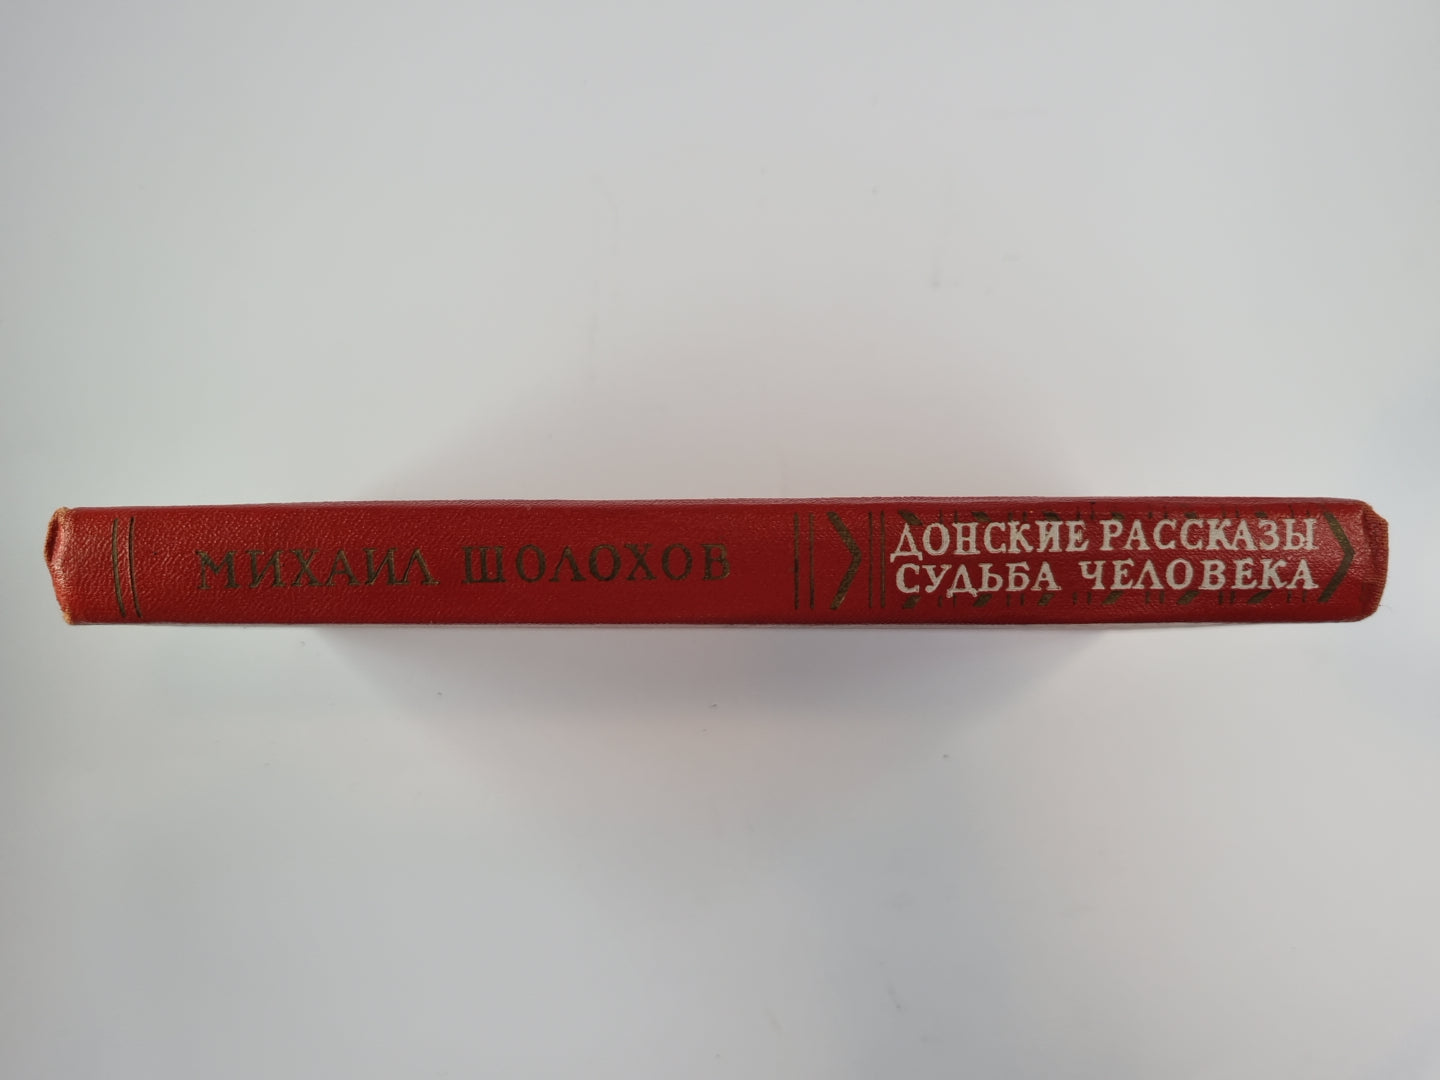 МИХАИЛ ШОЛОХОВ
ДОНСКИЕ РАССКАЗЫ
СУДЬБА ЧЕЛОВЕКА